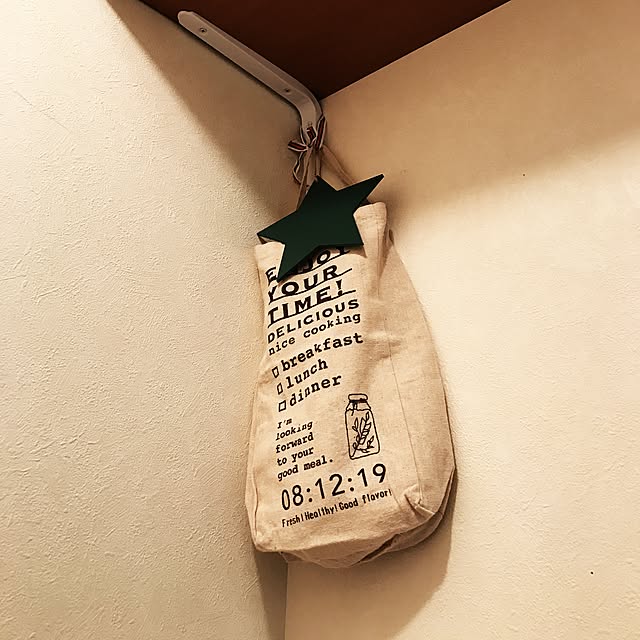 ENJOY
YOUR
TIME!
DELICIOUS
nice cooking
breakfast
lunch
dinner
I'm
looking
forward
to your
good meal.
08:12:19
Fresh!Healthy!Good flavor!